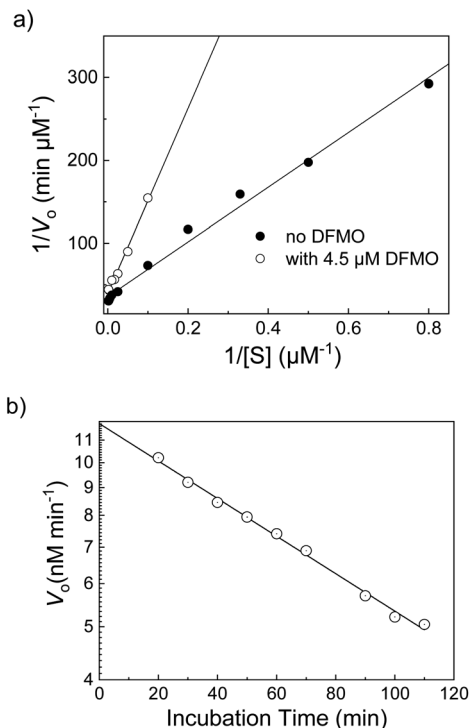 a)
300
200
100
1/Vₒ (min µM⁻¹)
no DFMO
with 4.5 µM DFMO
0.0 0.2 0.4 0.6 0.8
1/[S] (µM⁻¹)
b)
11
10
9
8
7
6
5
4
Vₒ(nM min⁻¹)
0 20 40 60 80 100 120
Incubation Time (min)